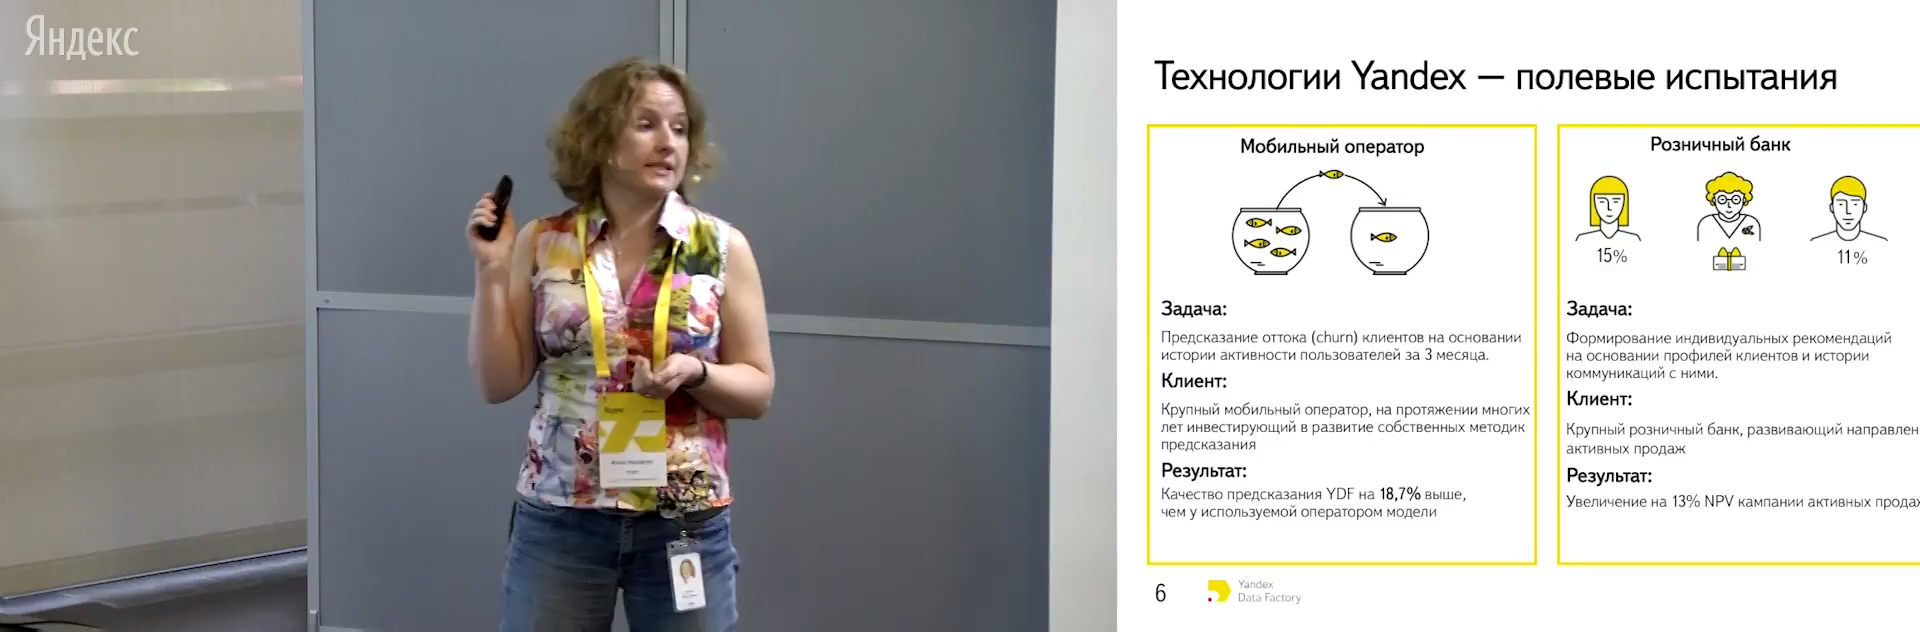 Яндекс
Технологии Yandex — полевые испытания
Мобильный оператор
Задача:
Предсказание оттока (churn) клиентов на основании
истории активности пользователей за 3 месяца.
Клиент:
Крупный мобильный оператор, на протяжении многих
лет инвестирующий в развитие собственных методик
предсказания
Результат:
Качество предсказания YDF на 18,7% выше,
чем у используемой оператором модели
Розничный банк
15%
11%
Задача:
Формирование индивидуальных рекомендаций
на основании профилей клиентов и истории
коммуникаций с ними.
Клиент:
Крупный розничный банк, развивающий направлен
активных продаж
Результат:
Увеличение на 13% NPV кампании активных продаж
6
Yandex
Data Factory